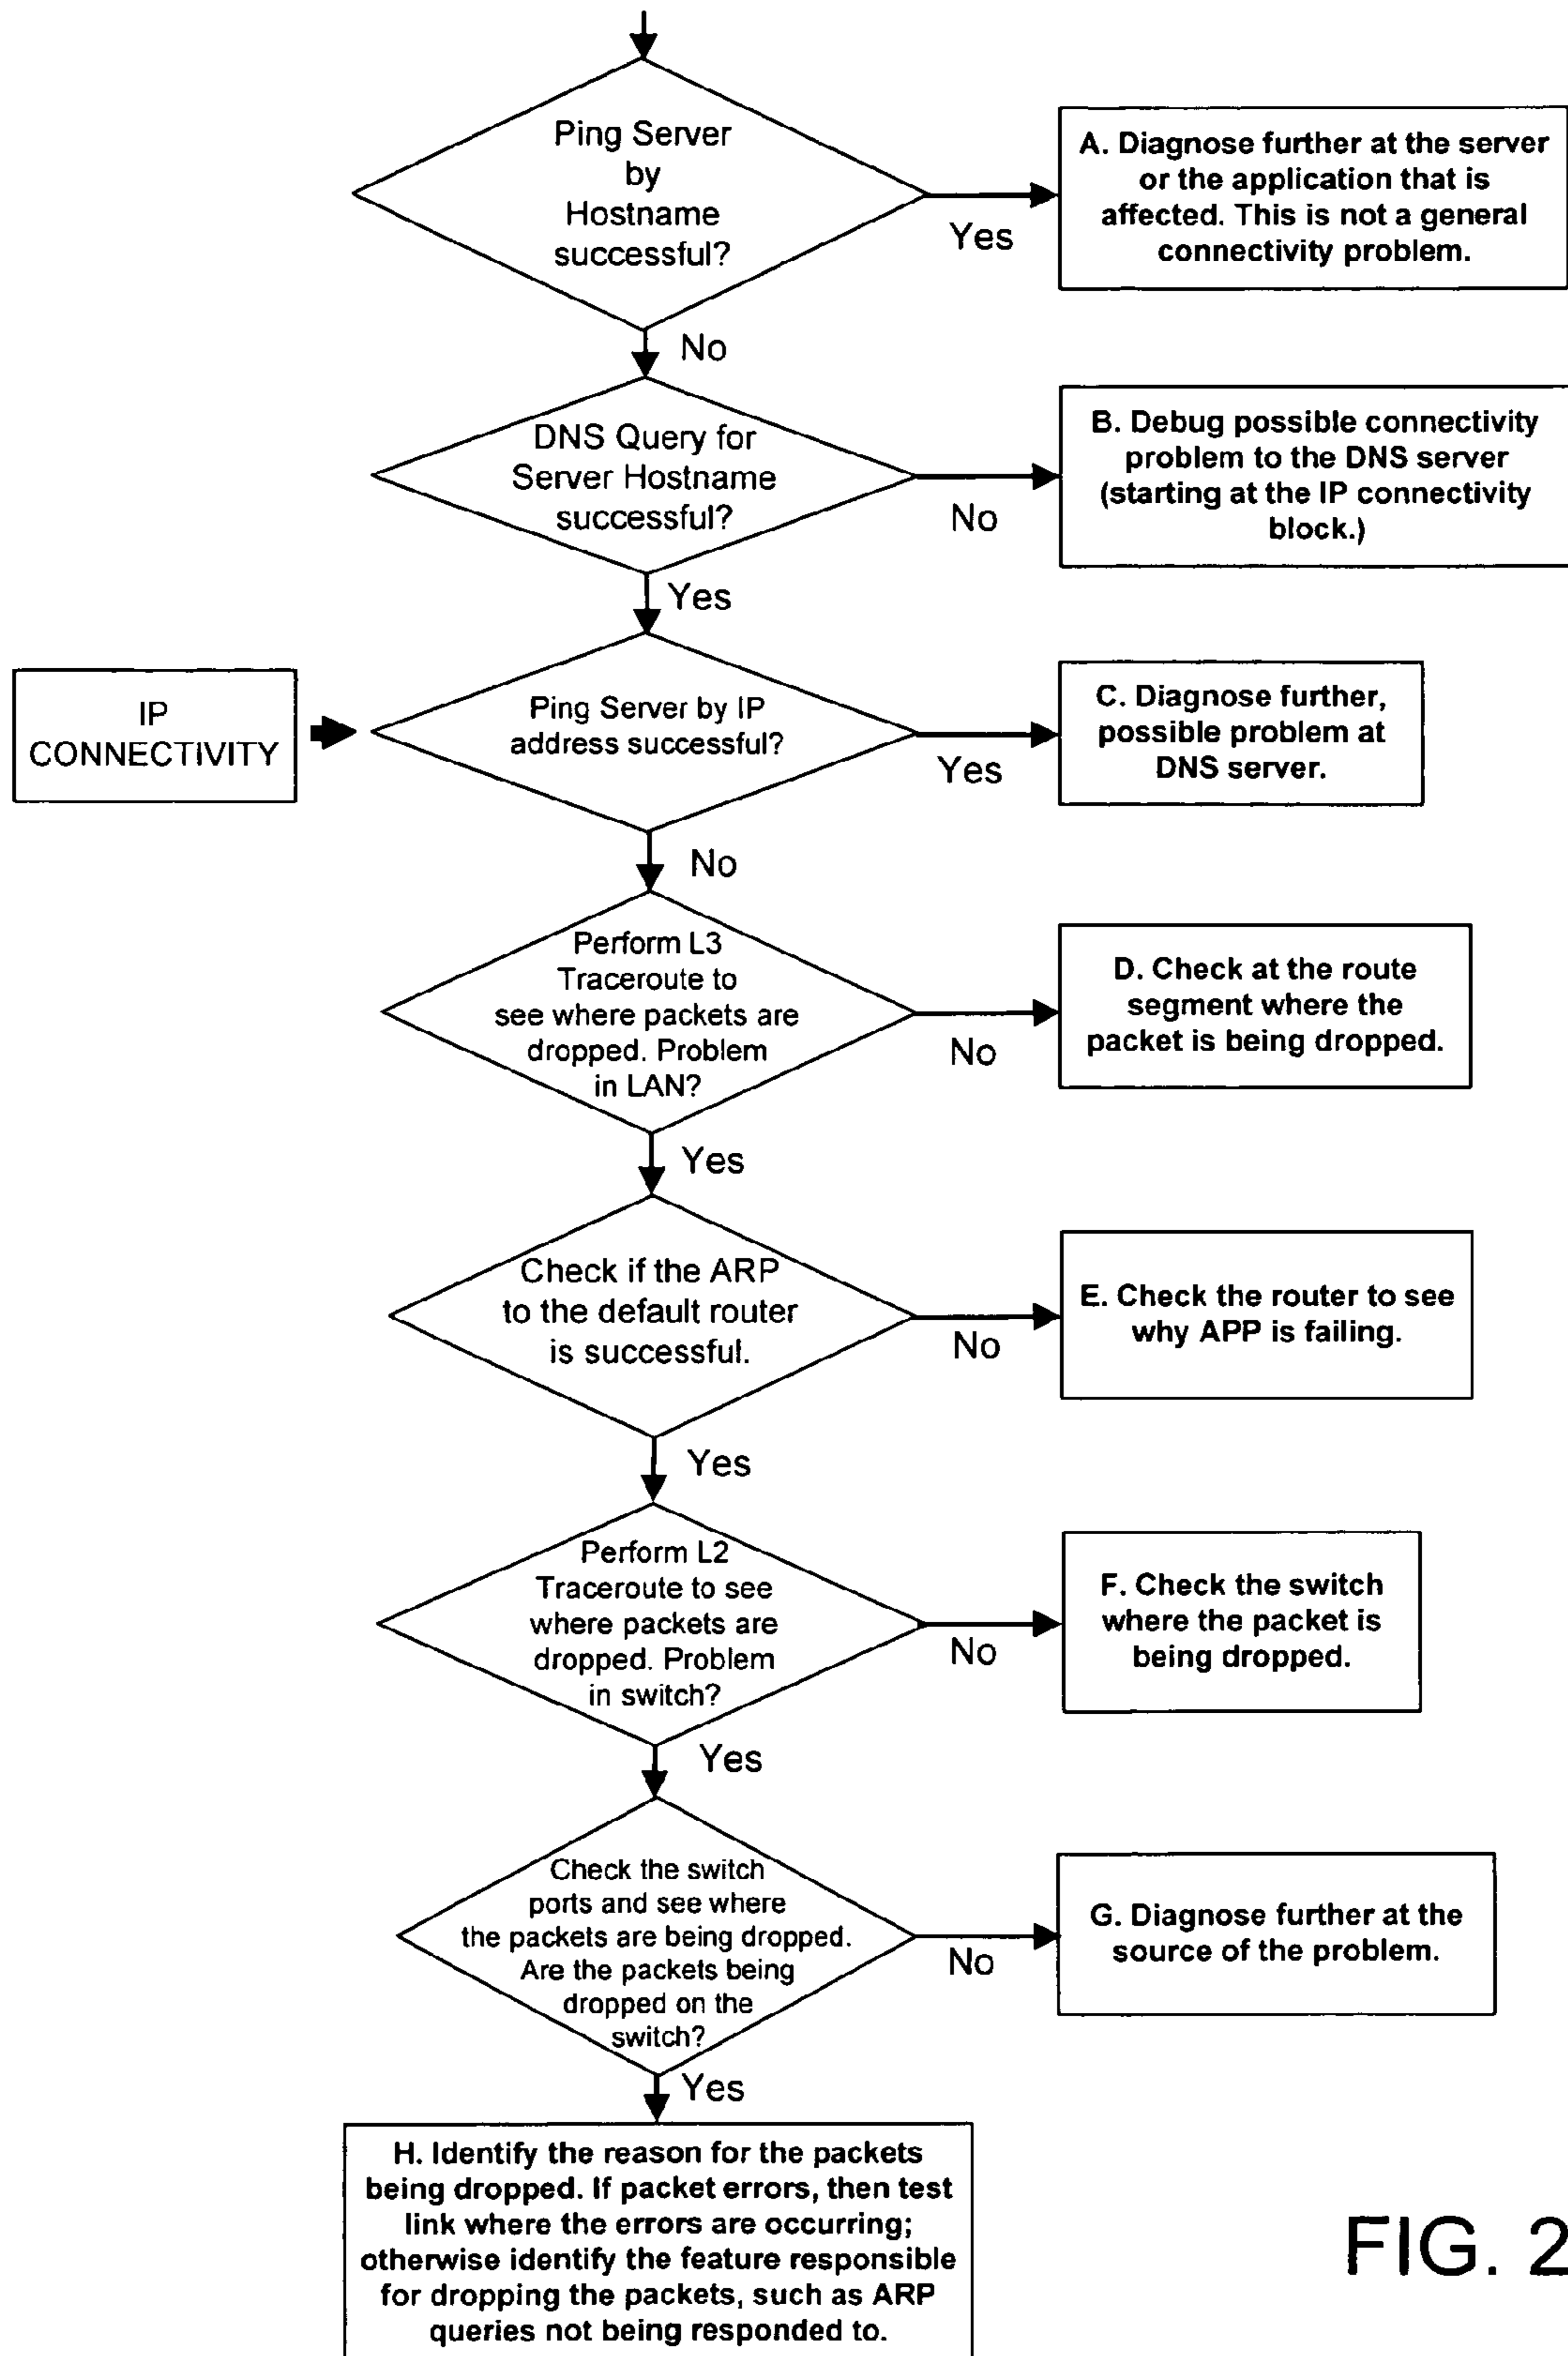 Ping Server
by
Hostname
successful?
Yes
A. Diagnose further at the server
or the application that is
affected. This is not a general
connectivity problem.
No
DNS Query for
Server Hostname
successful?
No
B. Debug possible connectivity
problem to the DNS server
(starting at the IP connectivity
block.)
Yes
IP
CONNECTIVITY
Ping Server by IP
address successful?
Yes
C. Diagnose further,
possible problem at
DNS server.
No
Perform L3
Traceroute to
see where packets are
dropped. Problem
in LAN?
No
D. Check at the route
segment where the
packet is being dropped.
Yes
Check if the ARP
to the default router
is successful.
No
E. Check the router to see
why APP is failing.
Yes
Perform L2
Traceroute to see
where packets are
dropped. Problem
in switch?
No
F. Check the switch
where the packet is
being dropped.
Yes
Check the switch
ports and see where
the packets are being dropped.
Are the packets being
dropped on the
switch?
No
G. Diagnose further at the
source of the problem.
Yes
H. Identify the reason for the packets
being dropped. If packet errors, then test
link where the errors are occurring;
otherwise identify the feature responsible
for dropping the packets, such as ARP
queries not being responded to.
FIG. 2